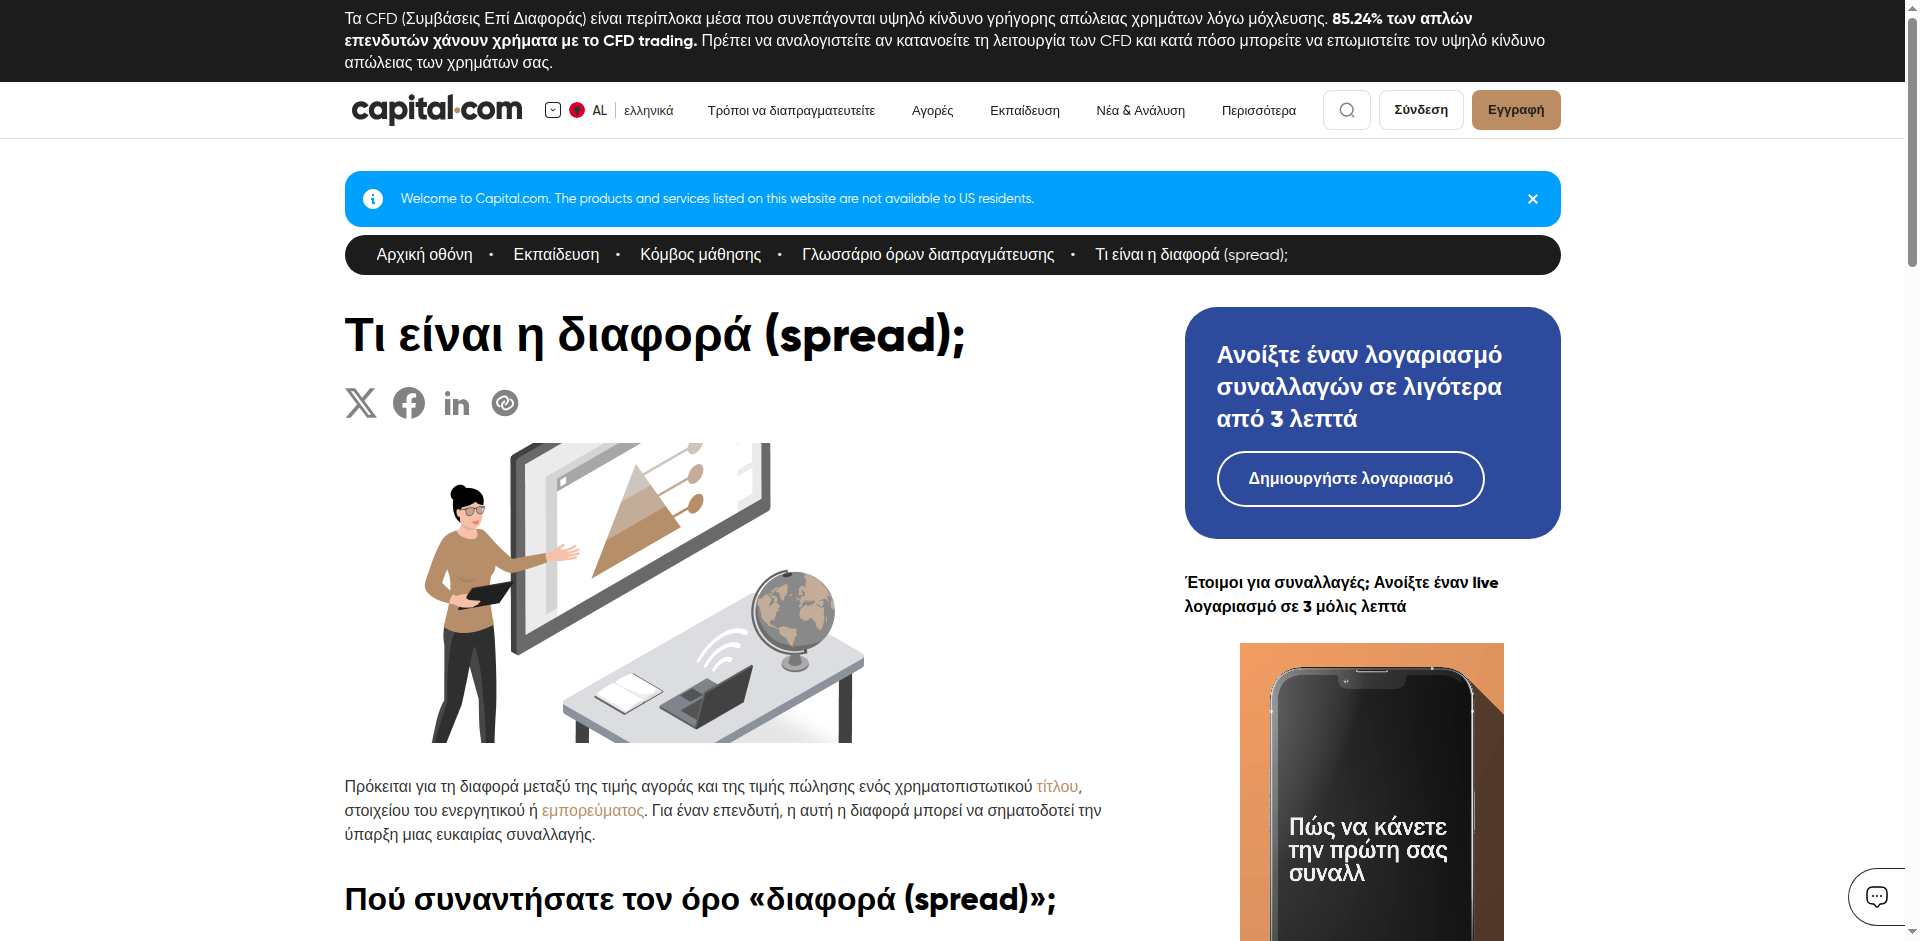 Τα CFD (Συμβάσεις Επί Διαφοράς) είναι περίπλοκα μέσα που συνεπάγονται υψηλό κίνδυνο γρήγορης απώλειας χρημάτων λόγω μόχλευσης. 85.24% των απλών
επενδυτών χάνουν χρήματα με το CFD trading. Πρέπει να αναλογιστείτε αν κατανοείτε τη λειτουργία των CFD και κατά πόσο μπορείτε να επωμιστείτε τον υψηλό κίνδυνο
απώλειας των χρημάτων σας.
capital.com AL ελληνικά Τρόποι να διαπραγματευτείτε Αγορές Εκπαίδευση Νέα & Ανάλυση Περισσότερα Σύνδεση Εγγραφή
Welcome to Capital.com. The products and services listed on this website are not available to US residents.
Αρχική οθόνη • Εκπαίδευση • Κόμβος μάθησης • Γλωσσάριο όρων διαπραγμάτευσης • Τι είναι η διαφορά (spread);
Τι είναι η διαφορά (spread);
Πρόκειται για τη διαφορά μεταξύ της τιμής αγοράς και της τιμής πώλησης ενός χρηματοπιστωτικού τίτλου,
στοιχείου του ενεργητικού ή εμπορεύματος. Για έναν επενδυτή, η αυτή η διαφορά μπορεί να σηματοδοτεί την
ύπαρξη μιας ευκαιρίας συναλλαγής.
Πού συναντήσατε τον όρο «διαφορά (spread)»;
Ανοίξτε έναν λογαριασμό
συναλλαγών σε λιγότερα
από 3 λεπτά
Δημιουργήστε λογαριασμό
Έτοιμοι για συναλλαγές; Ανοίξτε έναν live
λογαριασμό σε 3 μόλις λεπτά
Πώς να κάνετε
την πρώτη σας
συναλλ